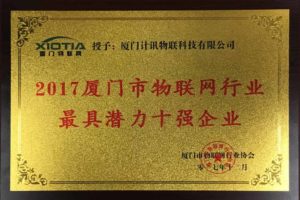 XIOTIA 授予：厦门计讯物联科技有限公司
厦门物联网
2017厦门市物联网行业
最具潜力十强企业
厦门市物联网行业协会
二〇一七年十二月